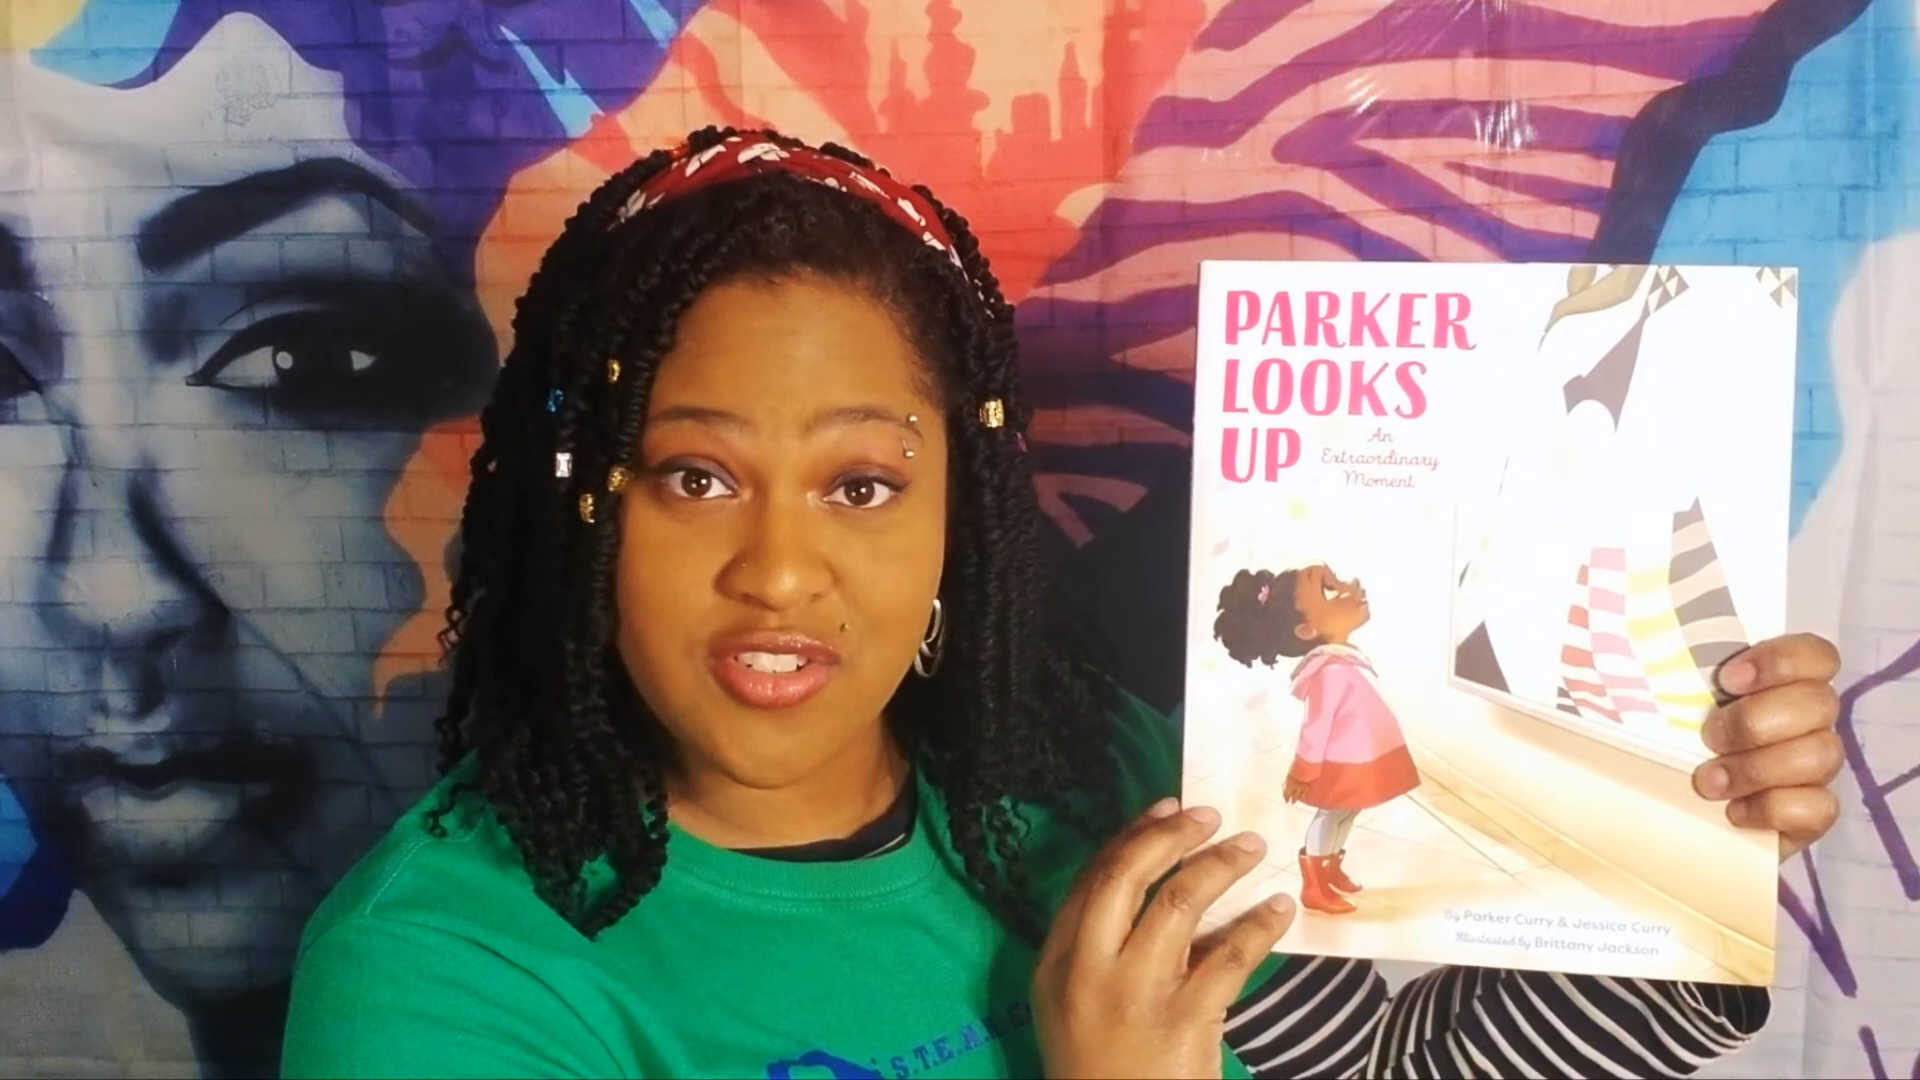 PARKER
LOOKS
UP
An
Extraordinary
Moment
By Parker Curry & Jessica Curry
Illustrated by Brittany Jackson
S.T.E.A.M.